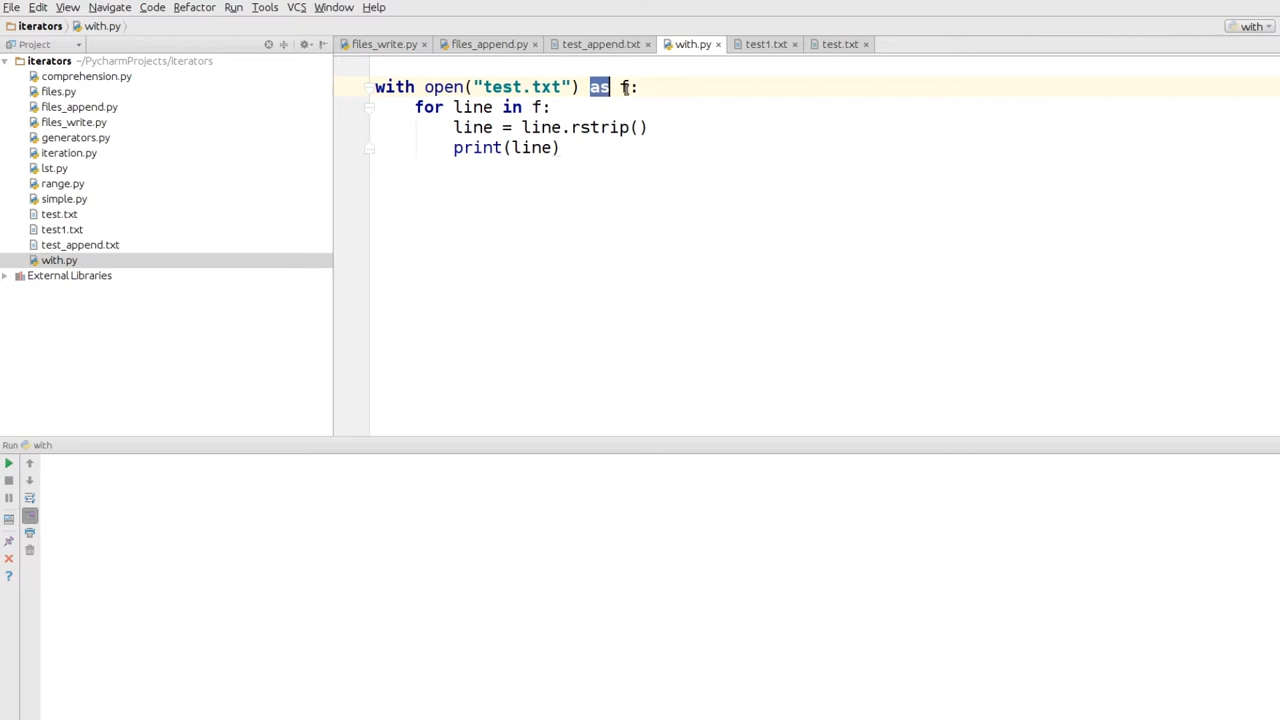 File Edit View Navigate Code Refactor Run Tools VCS Window Help
iterators with.py with
Project files_write.py files_append.py test_append.txt with.py test1.txt test.txt
iterators ~/PycharmProjects/iterators
comprehension.py
files.py
files_append.py
files_write.py
generators.py
iteration.py
lst.py
range.py
simple.py
test.txt
test1.txt
test_append.txt
with.py
External Libraries
with open("test.txt") as f:
for line in f:
line = line.rstrip()
print(line)
Run with